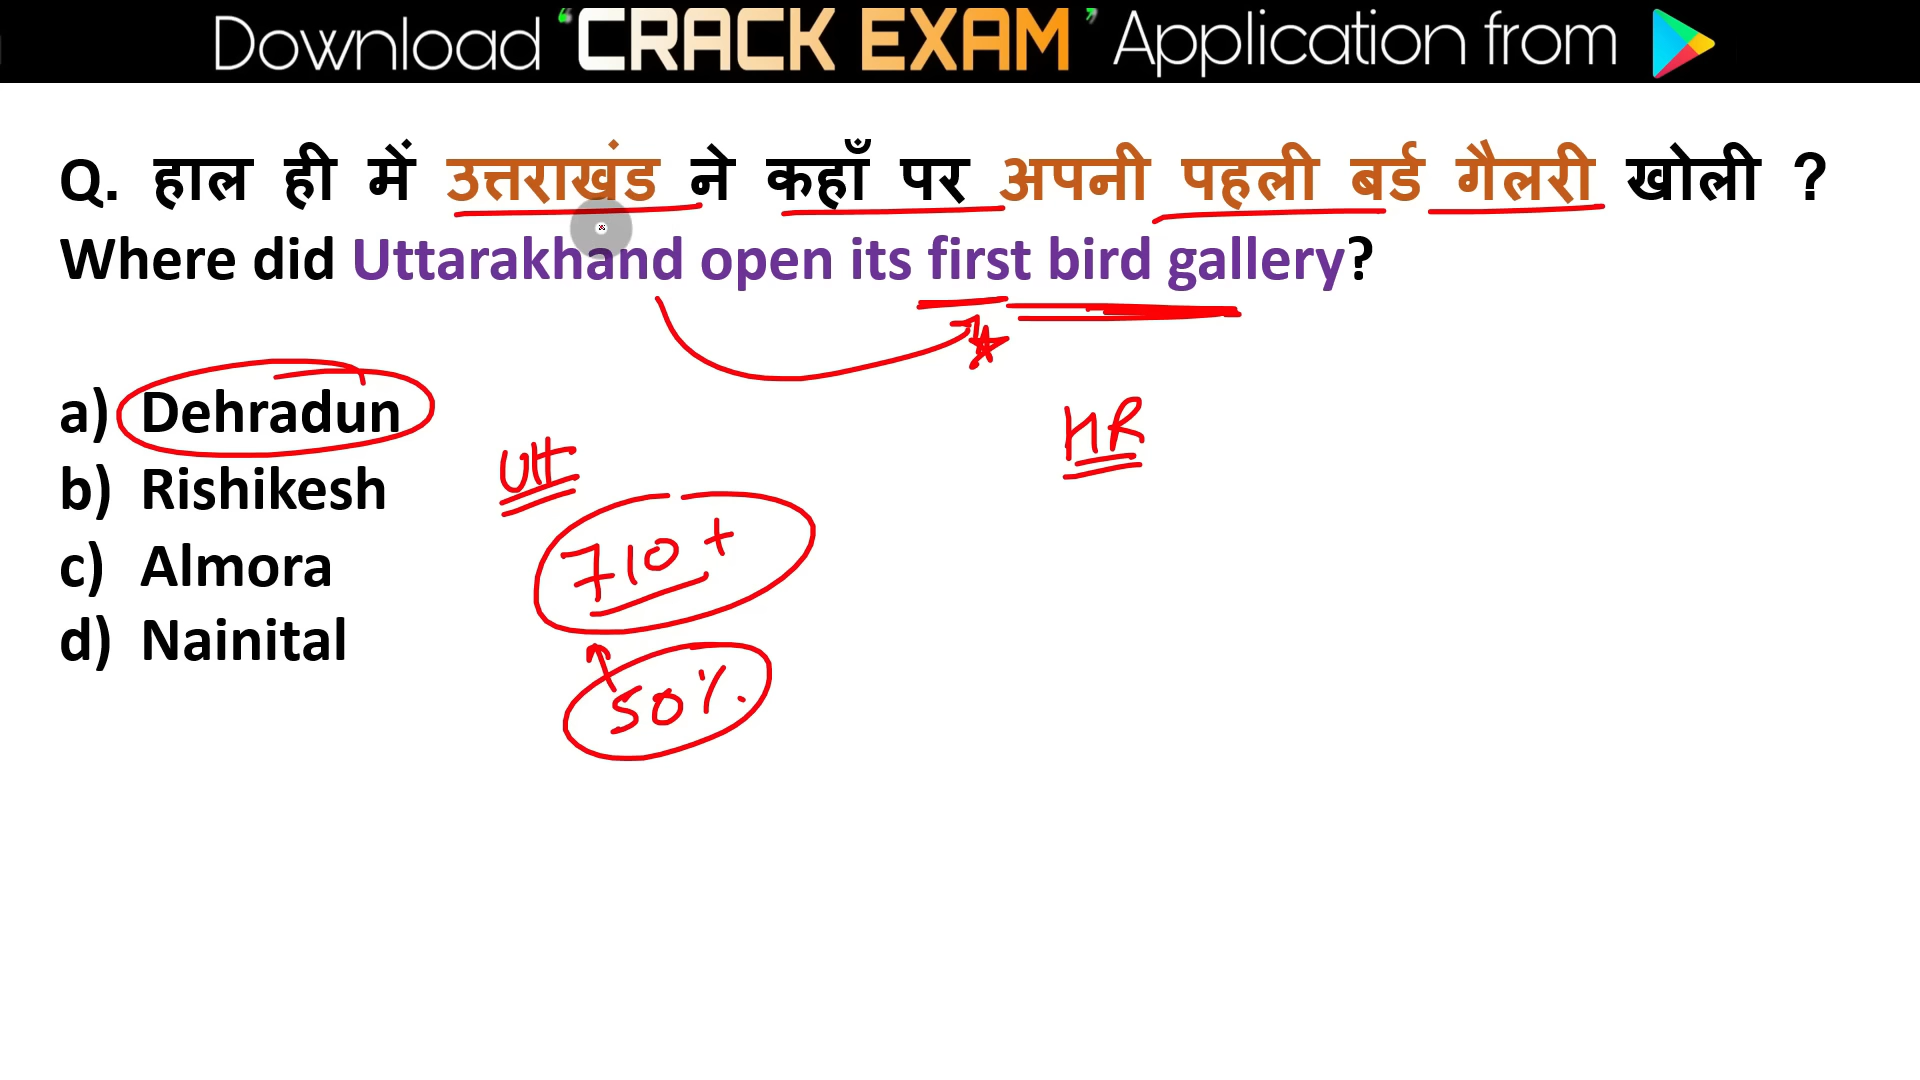 Download ‘CRACK EXAM’ Application from
Q. हाल ही में उत्तराखंड ने कहाँ पर अपनी पहली बर्ड गैलरी खोली ?
Where did Uttarakhand open its first bird gallery?
a) Dehradun
b) Rishikesh
c) Almora
d) Nainital
Utt
710+
50%.
HR